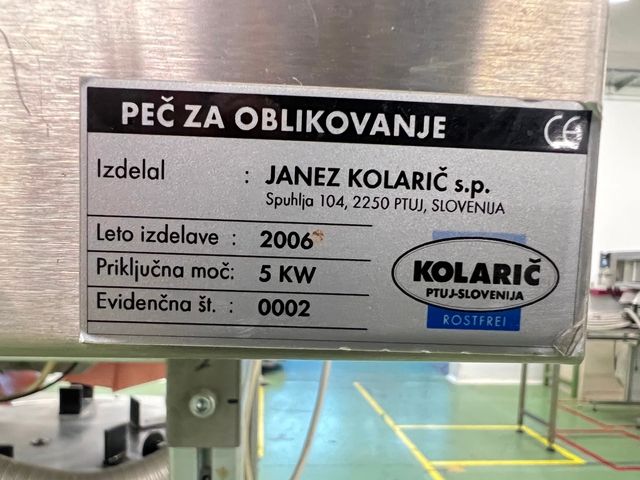 PEČ ZA OBLIKOVANJE CE
Izdelal : JANEZ KOLARIČ s.p.
Spuhlja 104, 2250 PTUJ, SLOVENIJA
Leto izdelave : 2006
Priključna moč: 5 KW
Evidenčna št. : 0002
KOLARIČ
PTUJ-SLOVENIJA
ROSTFREI